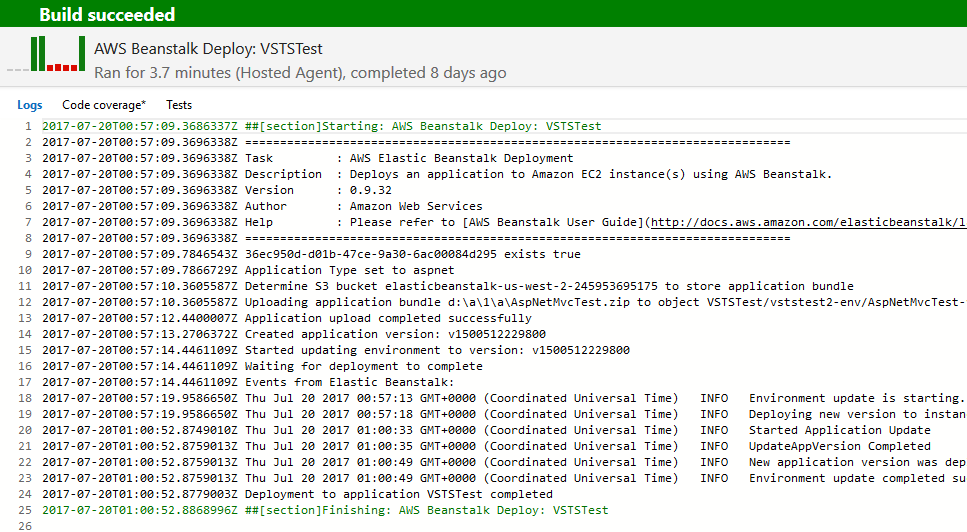 Build succeeded
AWS Beanstalk Deploy: VSTSTest
Ran for 3.7 minutes (Hosted Agent), completed 8 days ago
Logs Code coverage* Tests
1 2017-07-20T00:57:09.3686337Z ##[section]Starting: AWS Beanstalk Deploy: VSTSTest
2 2017-07-20T00:57:09.3696338Z ==============================================================================
3 2017-07-20T00:57:09.3696338Z Task : AWS Elastic Beanstalk Deployment
4 2017-07-20T00:57:09.3696338Z Description : Deploys an application to Amazon EC2 instance(s) using AWS Beanstalk.
5 2017-07-20T00:57:09.3696338Z Version : 0.9.32
6 2017-07-20T00:57:09.3696338Z Author : Amazon Web Services
7 2017-07-20T00:57:09.3696338Z Help : Please refer to [AWS Beanstalk User Guide](http://docs.aws.amazon.com/elasticbeanstalk/l
8 2017-07-20T00:57:09.3696338Z ==============================================================================
9 2017-07-20T00:57:09.7846543Z 36ec950d-d01b-47ce-9a30-6ac00084d295 exists true
10 2017-07-20T00:57:09.7866729Z Application Type set to aspnet
11 2017-07-20T00:57:10.3605587Z Determine S3 bucket elasticbeanstalk-us-west-2-245953695175 to store application bundle
12 2017-07-20T00:57:10.3605587Z Uploading application bundle d:\a\1\a\AspNetMvcTest.zip to object VSTSTest/vststest2-env/AspNetMvcTest-
13 2017-07-20T00:57:12.4400007Z Application upload completed successfully
14 2017-07-20T00:57:13.2706372Z Created application version: v1500512229800
15 2017-07-20T00:57:14.4461109Z Started updating environment to version: v1500512229800
16 2017-07-20T00:57:14.4461109Z Waiting for deployment to complete
17 2017-07-20T00:57:14.4461109Z Events from Elastic Beanstalk:
18 2017-07-20T00:57:19.9586650Z Thu Jul 20 2017 00:57:13 GMT+0000 (Coordinated Universal Time) INFO Environment update is starting.
19 2017-07-20T00:57:19.9586650Z Thu Jul 20 2017 00:57:18 GMT+0000 (Coordinated Universal Time) INFO Deploying new version to instan
20 2017-07-20T01:00:52.8749010Z Thu Jul 20 2017 01:00:33 GMT+0000 (Coordinated Universal Time) INFO Started Application Update
21 2017-07-20T01:00:52.8759013Z Thu Jul 20 2017 01:00:35 GMT+0000 (Coordinated Universal Time) INFO UpdateAppVersion Completed
22 2017-07-20T01:00:52.8759013Z Thu Jul 20 2017 01:00:49 GMT+0000 (Coordinated Universal Time) INFO New application version was dep
23 2017-07-20T01:00:52.8759013Z Thu Jul 20 2017 01:00:49 GMT+0000 (Coordinated Universal Time) INFO Environment update completed su
24 2017-07-20T01:00:52.8779003Z Deployment to application VSTSTest completed
25 2017-07-20T01:00:52.8868996Z ##[section]Finishing: AWS Beanstalk Deploy: VSTSTest
26